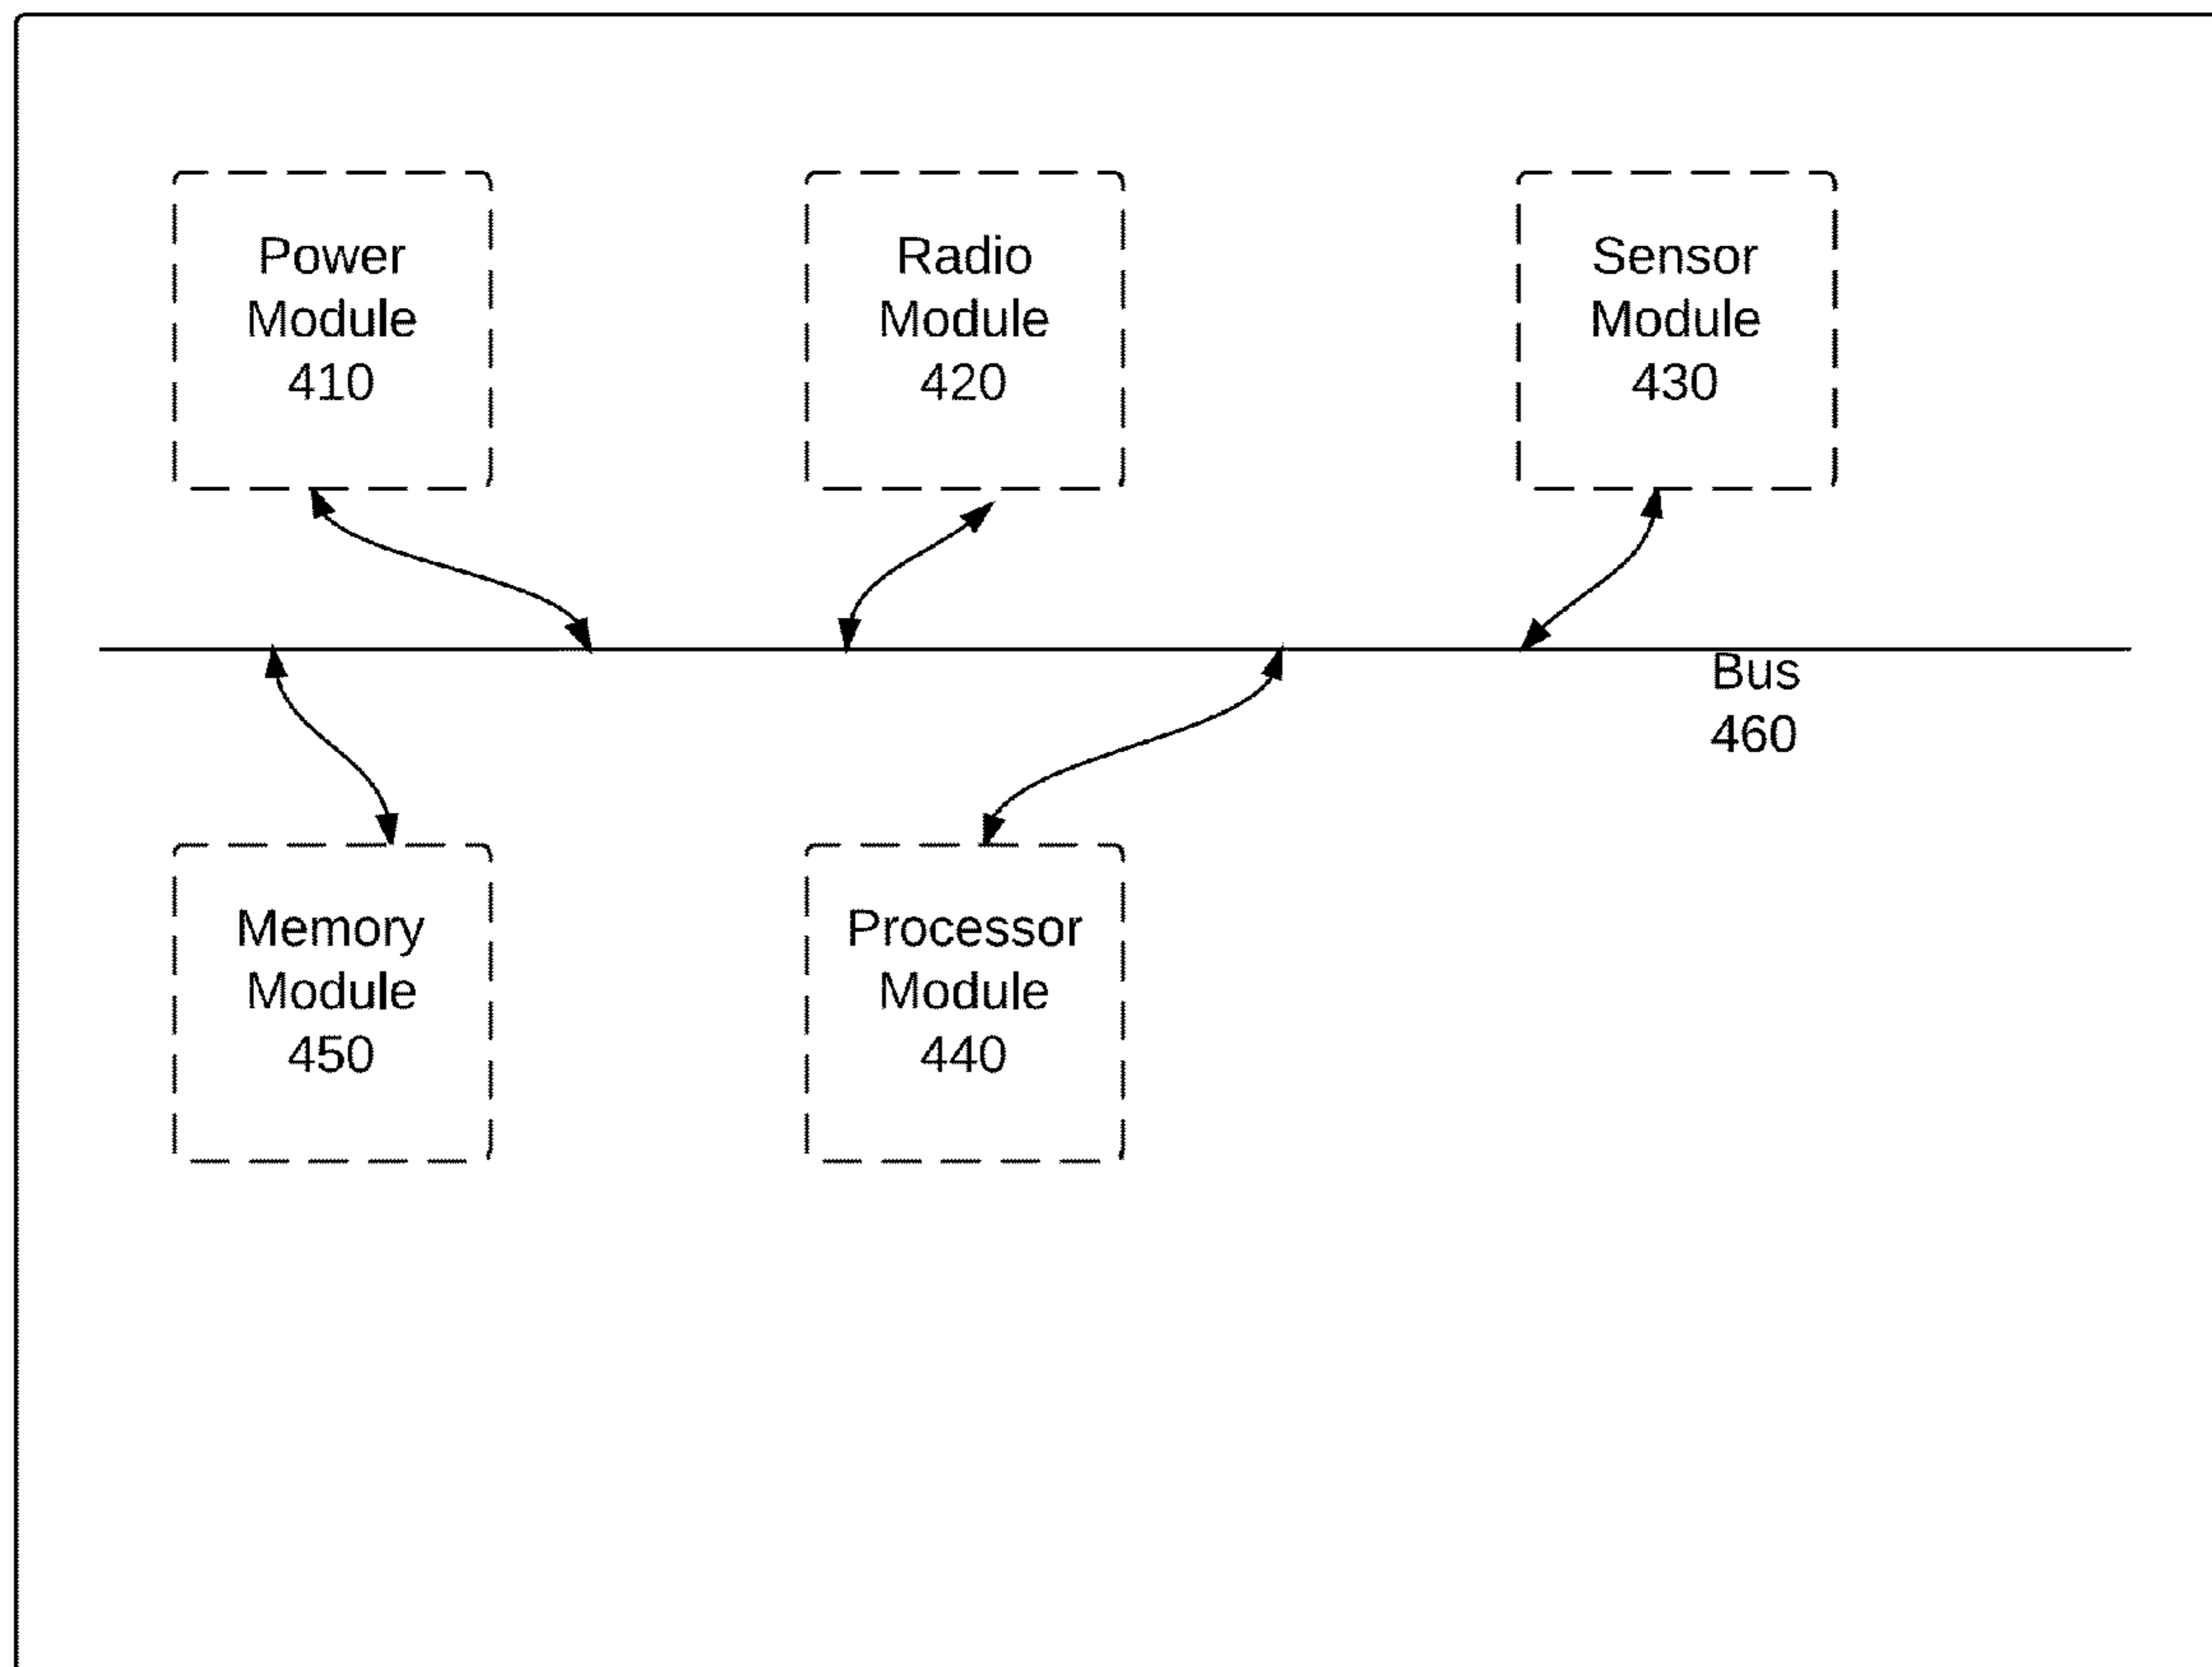 Power
Module
410
Radio
Module
420
Sensor
Module
430
Bus
460
Memory
Module
450
Processor
Module
440